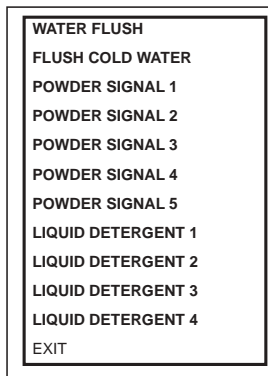 WATER FLUSH
FLUSH COLD WATER
POWDER SIGNAL 1
POWDER SIGNAL 2
POWDER SIGNAL 3
POWDER SIGNAL 4
POWDER SIGNAL 5
LIQUID DETERGENT 1
LIQUID DETERGENT 2
LIQUID DETERGENT 3
LIQUID DETERGENT 4
EXIT